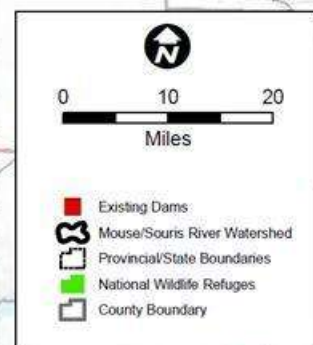 N
0 10 20
Miles
Existing Dams
Mouse/Souris River Watershed
Provincial/State Boundaries
National Wildlife Refuges
County Boundary